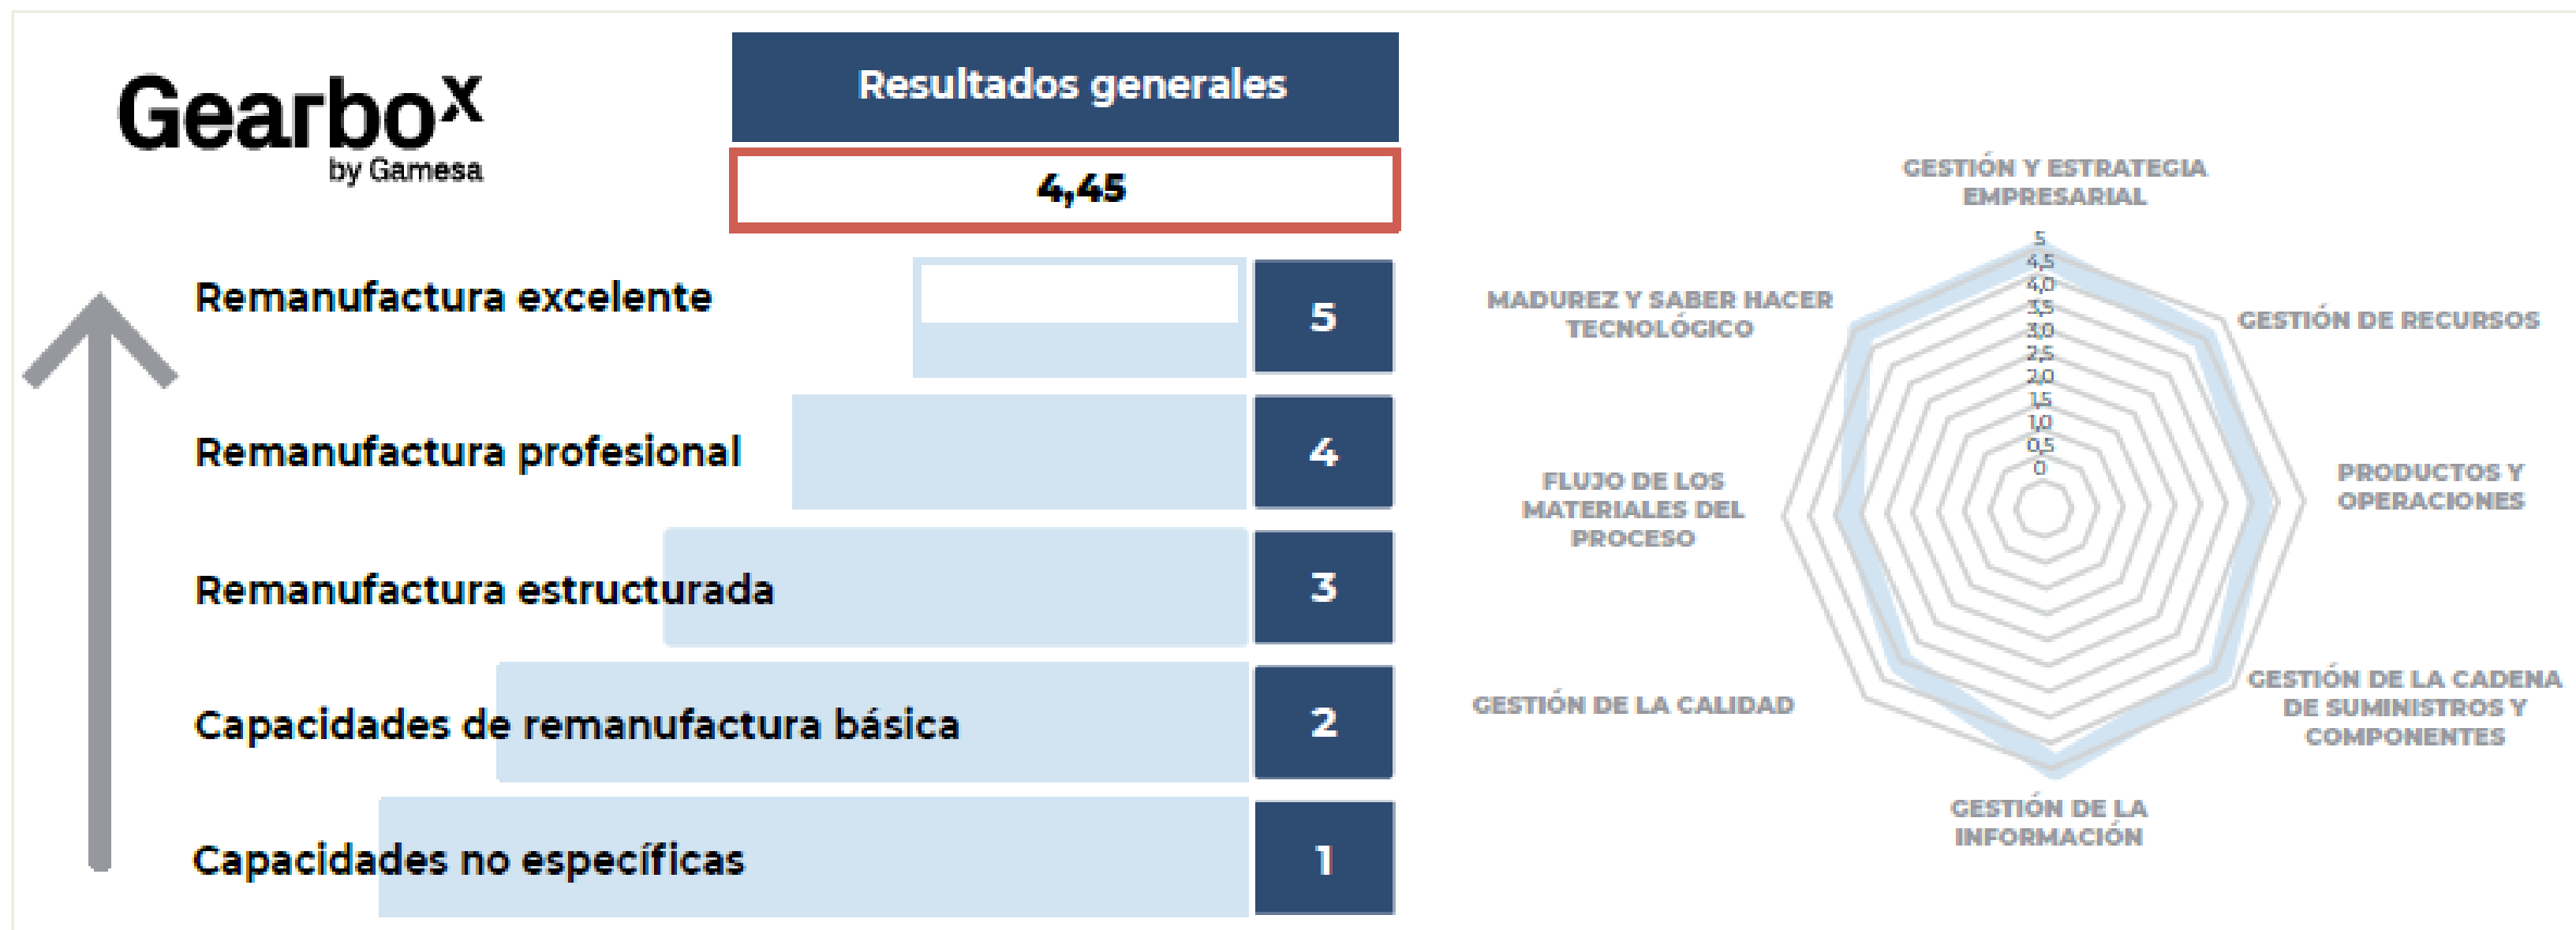 Gearbox
by Gamesa
Resultados generales
4,45
Remanufactura excelente
5
Remanufactura profesional
4
Remanufactura estructurada
3
Capacidades de remanufactura básica
2
Capacidades no específicas
1
GESTIÓN Y ESTRATEGIA
EMPRESARIAL
5
4,5
4,0
3,5
3,0
2,5
2,0
1,5
1,0
0,5
0
MADUREZ Y SABER HACER
TECNOLÓGICO
GESTIÓN DE RECURSOS
FLUJO DE LOS
MATERIALES DEL
PROCESO
PRODUCTOS Y
OPERACIONES
GESTIÓN DE LA CALIDAD
GESTIÓN DE LA CADENA
DE SUMINISTROS Y
COMPONENTES
GESTIÓN DE LA
INFORMACIÓN